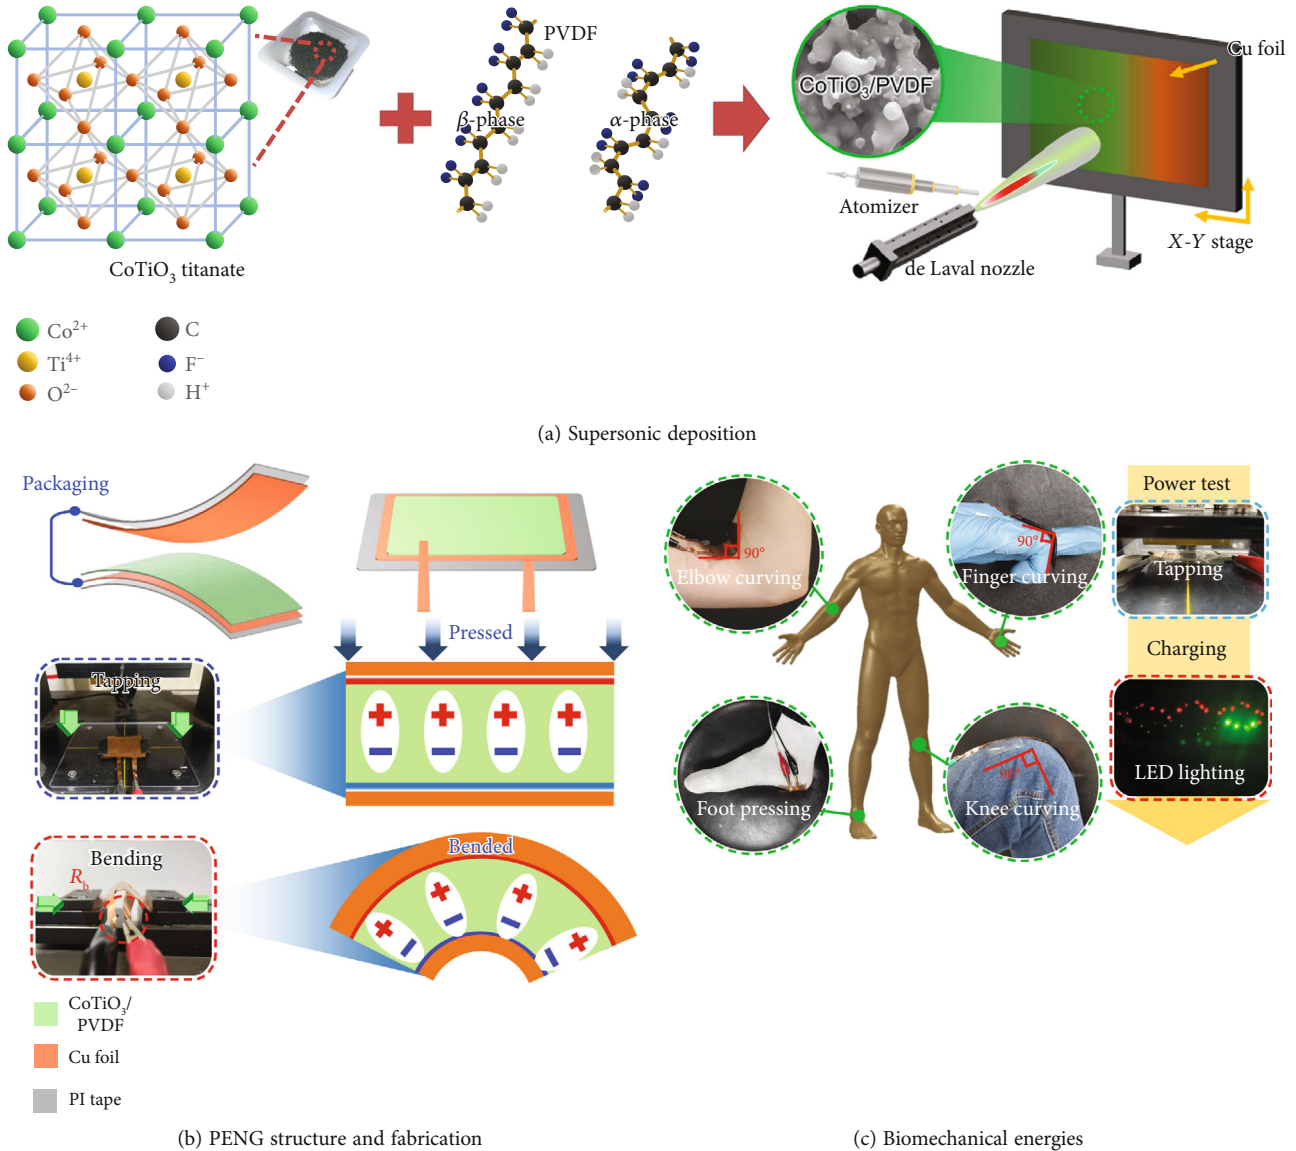 PVDF
β-phase
α-phase
CoTiO₃/PVDF
Cu foil
Atomizer
X-Y stage
de Laval nozzle
CoTiO₃ titanate
Co²⁺
C
Ti⁴⁺
F⁻
O²⁻
H⁺
(a) Supersonic deposition
Packaging
Pressed
Tapping
Bended
Bending
R_b
CoTiO₃/
PVDF
Cu foil
PI tape
(b) PENG structure and fabrication
90°
Elbow curving
90°
Finger curving
Foot pressing
90°
Knee curving
Power test
Tapping
Charging
LED lighting
(c) Biomechanical energies